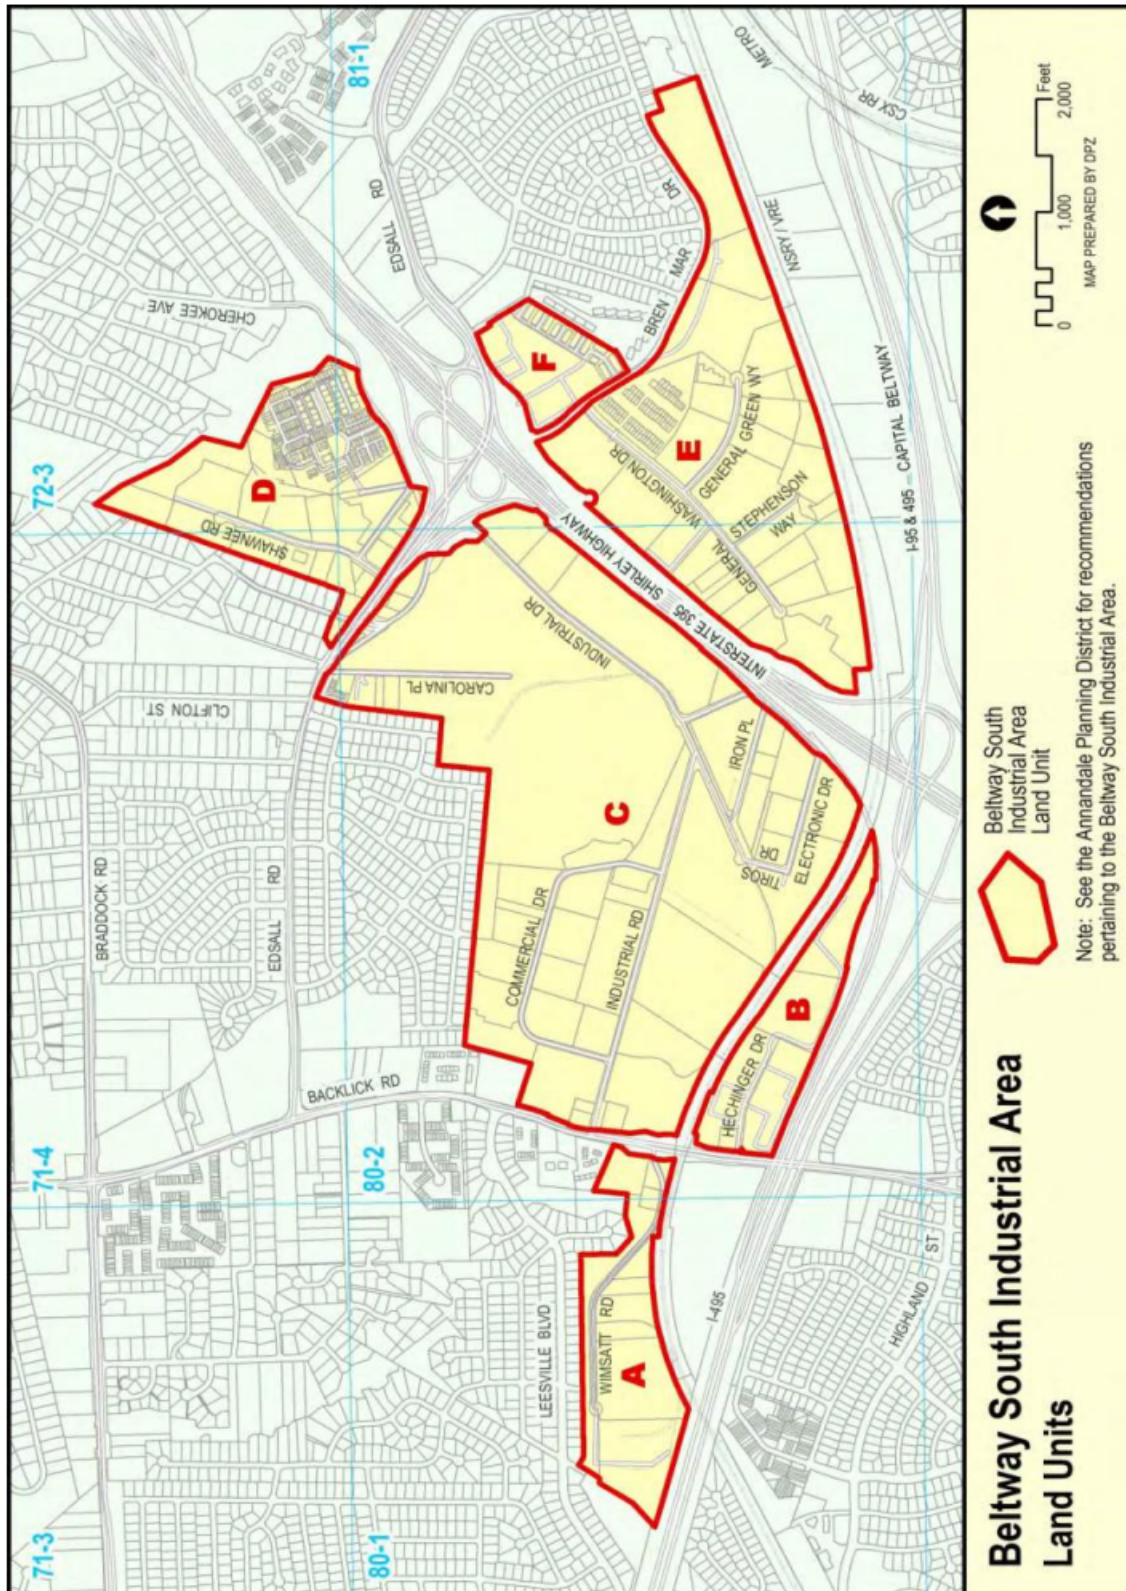 71-3
71-4
72-3
81-1
80-1
80-2
BRADDOCK RD
CLIFTON ST
CHEROKEE AVE
EDSALL RD
EDSALL RD
SHAWNEE RD
D
BACKLICK RD
CAROLINA PL
INDUSTRIAL DR
COMMERCIAL DR
C
INDUSTRIAL RD
IRON PL
TIROS DR
ELECTRONIC DR
INTERSTATE 395 SHIRLEY HIGHWAY
F
BREN MAR DR
E
GENERAL WASHINGTON DR
GENERAL GREEN WY
STEPHENSON WAY
NSRY / VRE
METRO
CSX RR
LEESVILLE BLVD
WIMSATT RD
A
HECHINGER DR
B
I-495
I-95 & 495 - CAPITAL BELTWAY
HIGHLAND ST
Beltway South Industrial Area
Land Units
Beltway South
Industrial Area
Land Unit
Note: See the Annandale Planning District for recommendations
pertaining to the Beltway South Industrial Area.
0 1,000 2,000
Feet
MAP PREPARED BY DPZ